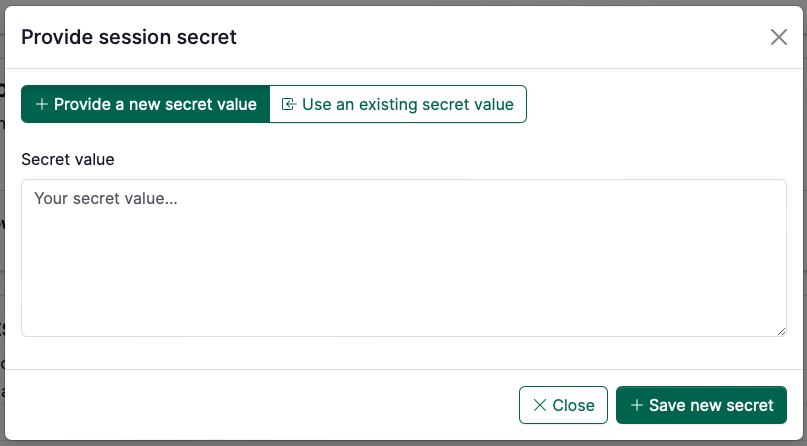 Provide session secret
Provide a new secret value
Use an existing secret value
Secret value
Your secret value...
Close
Save new secret